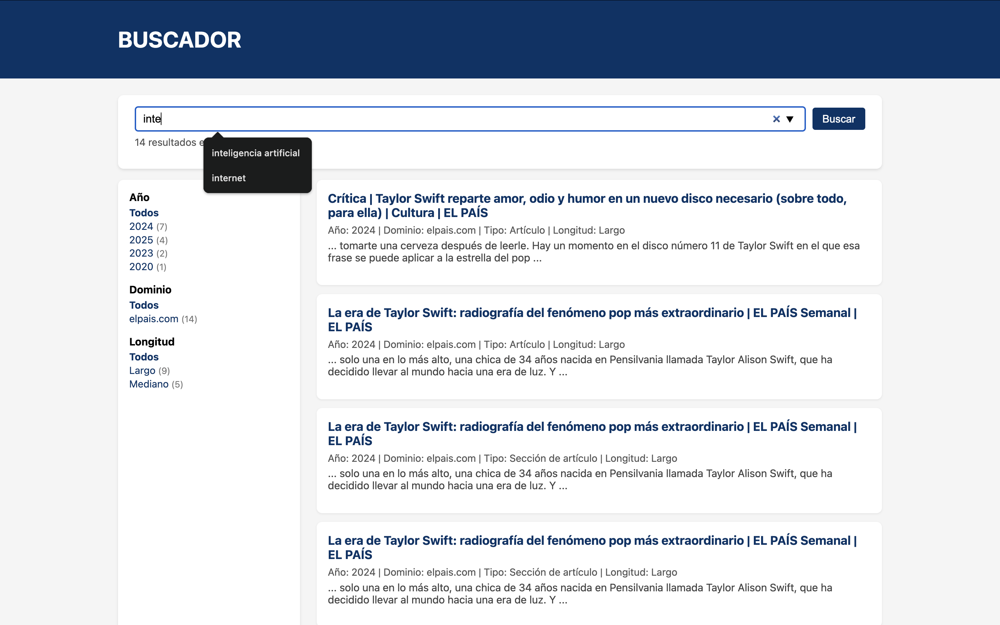 BUSCADOR
inte
Buscar
14 resultados e
inteligencia artificial
internet
Año
Todos
2024 (7)
2025 (4)
2023 (2)
2020 (1)
Dominio
Todos
elpais.com (14)
Longitud
Todos
Largo (9)
Mediano (5)
Crítica | Taylor Swift reparte amor, odio y humor en un nuevo disco necesario (sobre todo,
para ella) | Cultura | EL PAÍS
Año: 2024 | Dominio: elpais.com | Tipo: Artículo | Longitud: Largo
... tomarte una cerveza después de leerle. Hay un momento en el disco número 11 de Taylor Swift en el que esa
frase se puede aplicar a la estrella del pop ...
La era de Taylor Swift: radiografía del fenómeno pop más extraordinario | EL PAÍS Semanal |
EL PAÍS
Año: 2024 | Dominio: elpais.com | Tipo: Artículo | Longitud: Largo
... solo una en lo más alto, una chica de 34 años nacida en Pensilvania llamada Taylor Alison Swift, que ha
decidido llevar al mundo hacia una era de luz. Y ...
La era de Taylor Swift: radiografía del fenómeno pop más extraordinario | EL PAÍS Semanal |
EL PAÍS
Año: 2024 | Dominio: elpais.com | Tipo: Sección de artículo | Longitud: Largo
... solo una en lo más alto, una chica de 34 años nacida en Pensilvania llamada Taylor Alison Swift, que ha
decidido llevar al mundo hacia una era de luz. Y ...
La era de Taylor Swift: radiografía del fenómeno pop más extraordinario | EL PAÍS Semanal |
EL PAÍS
Año: 2024 | Dominio: elpais.com | Tipo: Sección de artículo | Longitud: Largo
... solo una en lo más alto, una chica de 34 años nacida en Pensilvania llamada Taylor Alison Swift, que ha
decidido llevar al mundo hacia una era de luz. Y ...